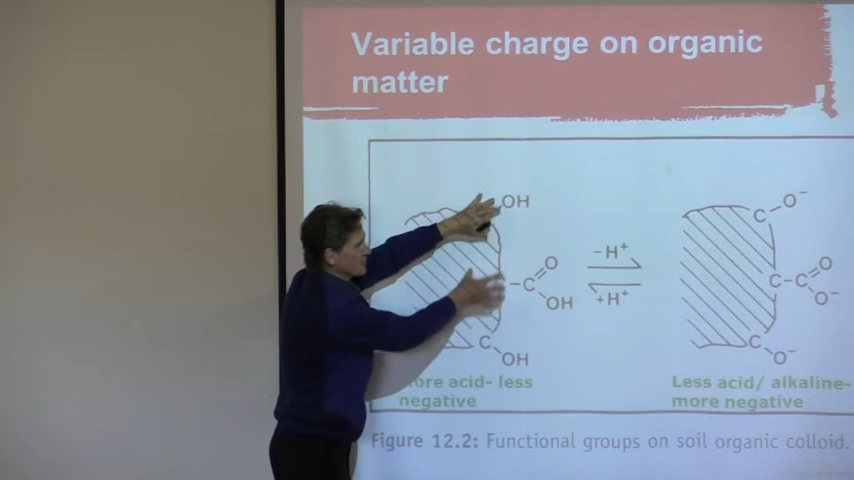 Variable charge on organic
matter
OH
C
O
OH
C
OH
-H⁺
+H⁺
C
O⁻
C
C
O
O⁻
C
O⁻
ore acid- less
negative
Less acid/ alkaline-
more negative
Figure 12.2: Functional groups on soil organic colloid.